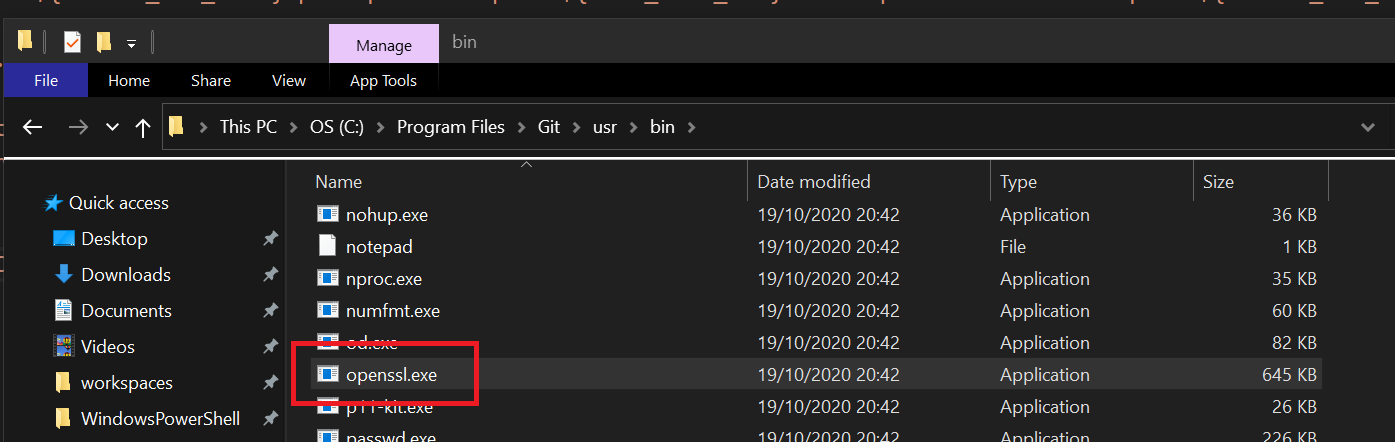 Manage bin
File Home Share View App Tools
This PC OS (C:) Program Files Git usr bin
Name Date modified Type Size
Quick access
nohup.exe 19/10/2020 20:42 Application 36 KB
Desktop
notepad 19/10/2020 20:42 File 1 KB
Downloads
nproc.exe 19/10/2020 20:42 Application 35 KB
Documents
numfmt.exe 19/10/2020 20:42 Application 60 KB
Videos
od.exe 19/10/2020 20:42 Application 82 KB
workspaces
openssl.exe 19/10/2020 20:42 Application 645 KB
WindowsPowerShell
p11-kit.exe 19/10/2020 20:42 Application 26 KB
passwd.exe 19/10/2020 20:42 Application 226 KB